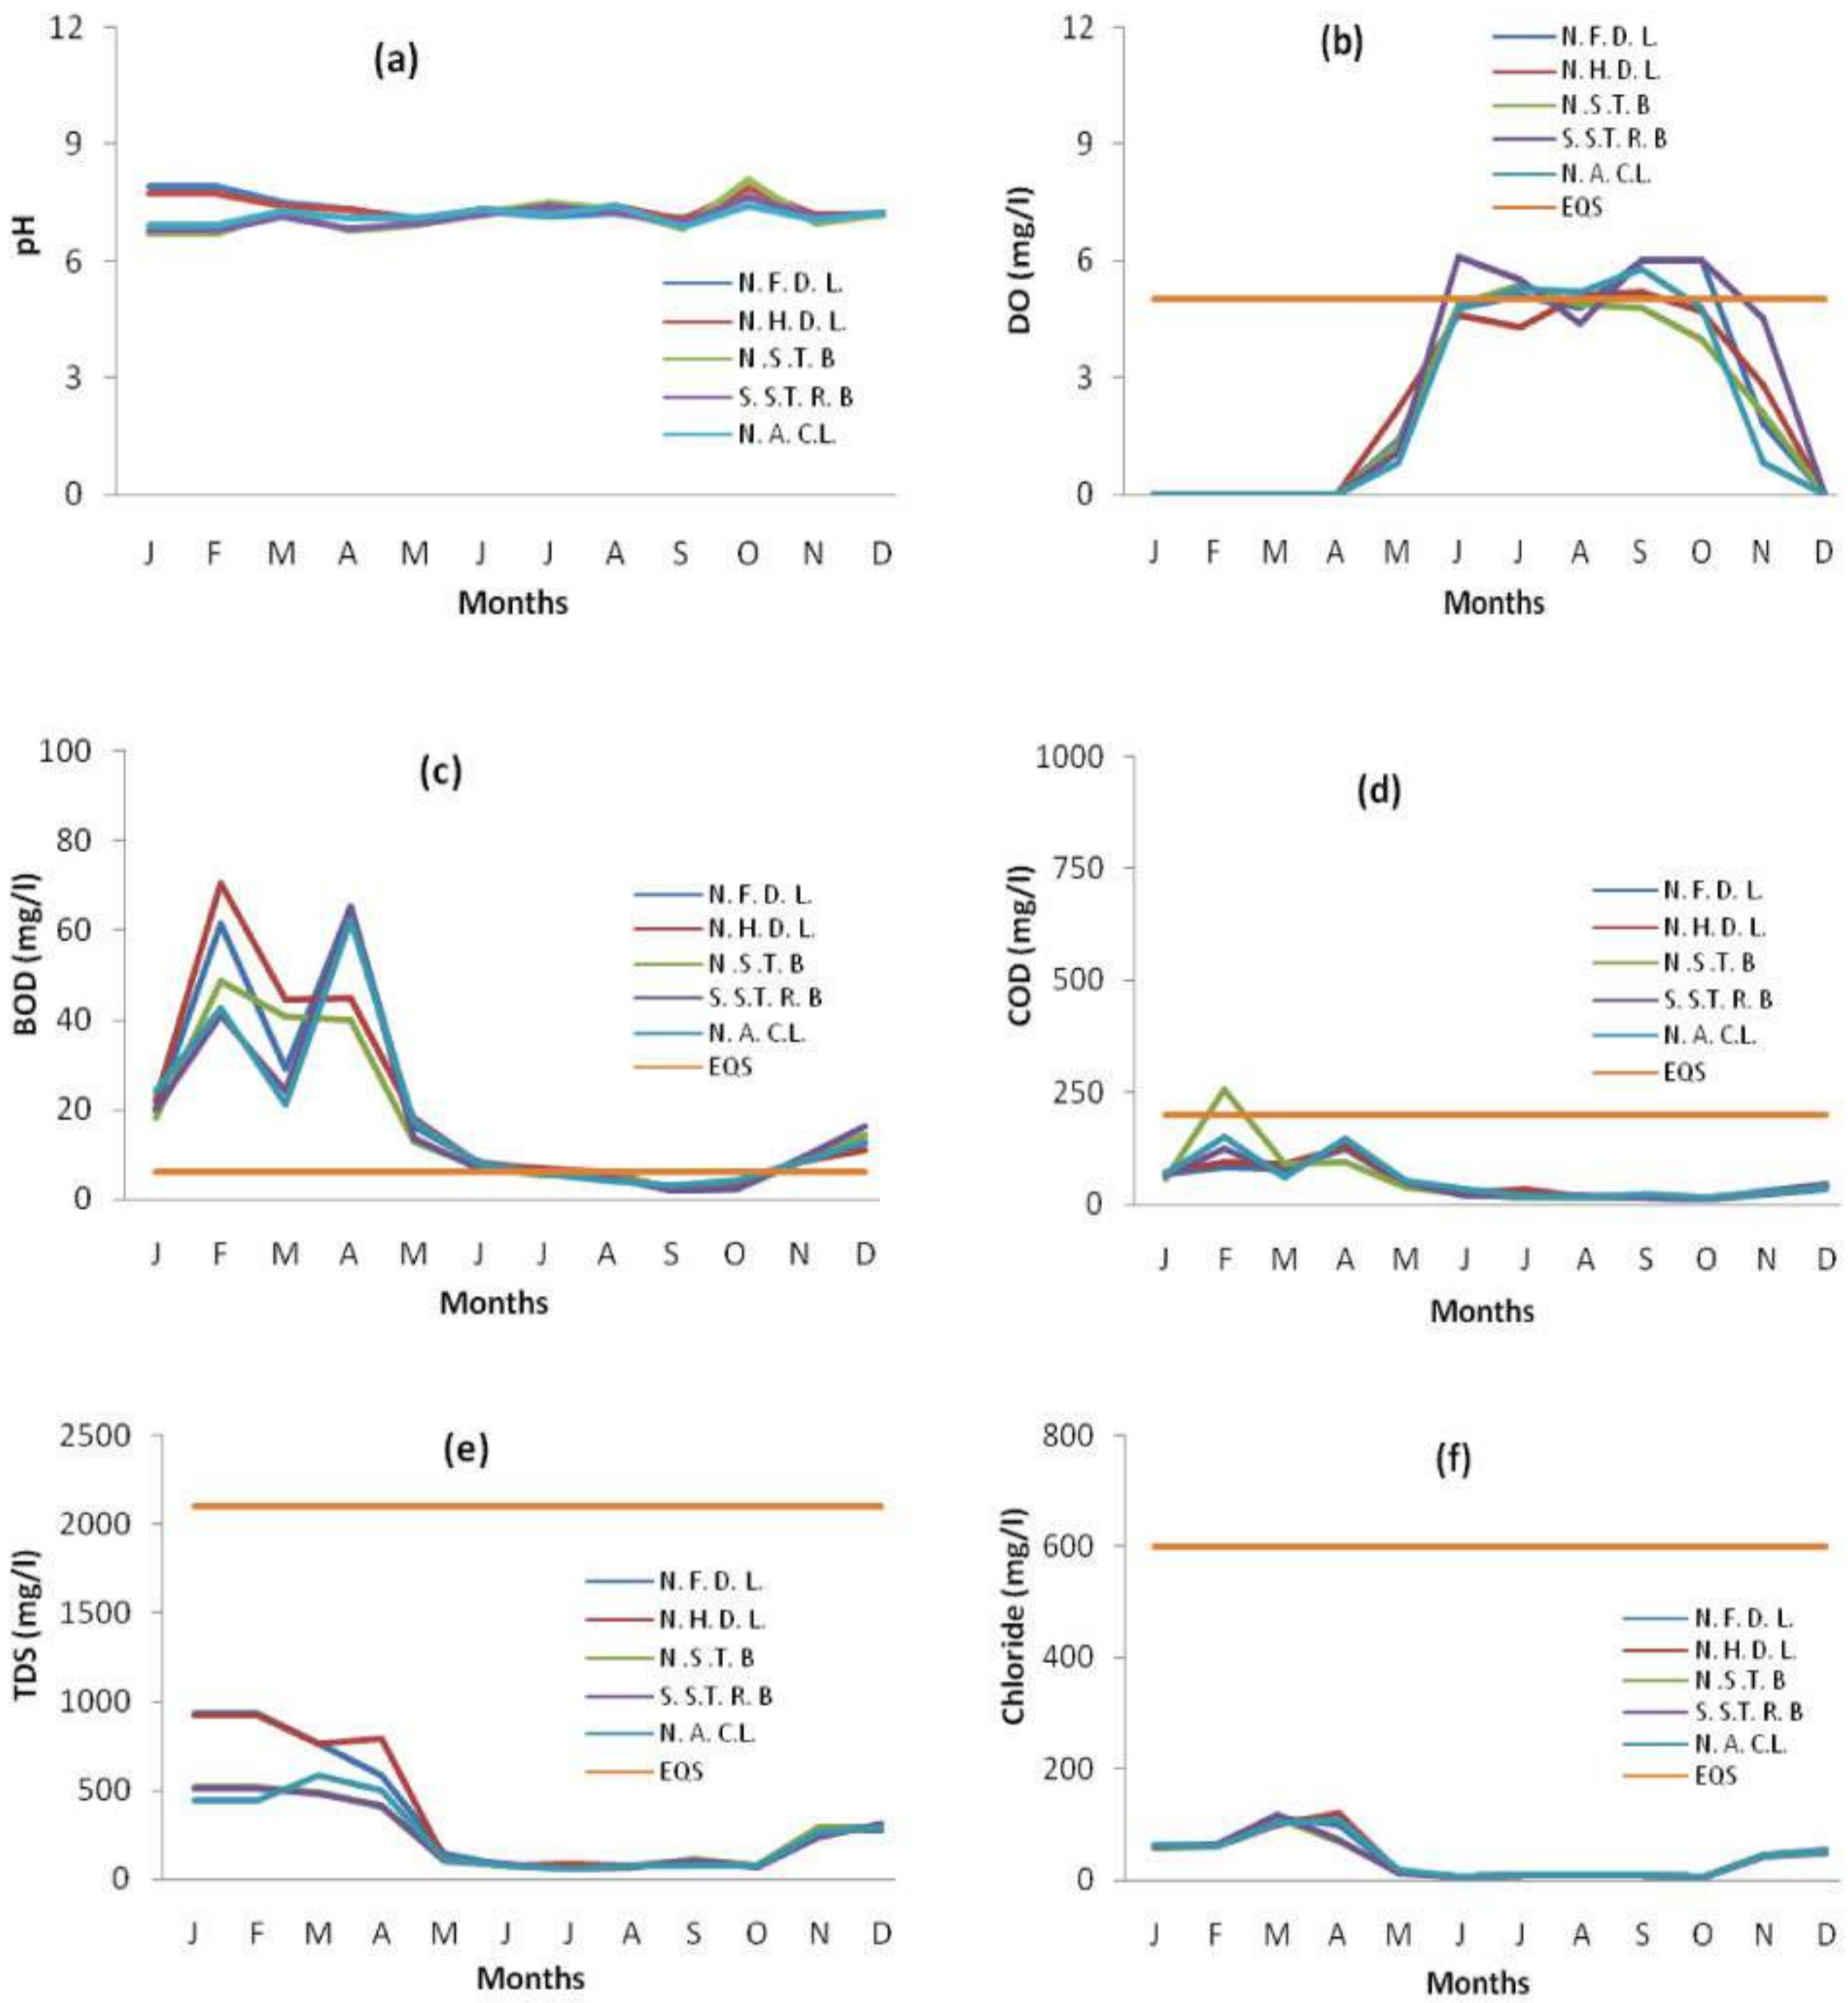 (a)
pH
12
9
6
3
0
N. F. D. L.
N. H. D. L.
N .S .T. B
S. S.T. R. B
N. A. C.L.
J F M A M J J A S O N D
Months
(b)
DO (mg/l)
12
9
6
3
0
N. F. D. L.
N. H. D. L.
N .S .T. B
S. S.T. R. B
N. A. C.L.
EQS
J F M A M J J A S O N D
Months
(c)
BOD (mg/l)
100
80
60
40
20
0
N. F. D. L.
N. H. D. L.
N .S .T. B
S. S.T. R. B
N. A. C.L.
EQS
J F M A M J J A S O N D
Months
(d)
COD (mg/l)
1000
750
500
250
0
N. F. D. L.
N. H. D. L.
N .S .T. B
S. S.T. R. B
N. A. C.L.
EQS
J F M A M J J A S O N D
Months
(e)
TDS (mg/l)
2500
2000
1500
1000
500
0
N. F. D. L.
N. H. D. L.
N .S .T. B
S. S.T. R. B
N. A. C.L.
EQS
J F M A M J J A S O N D
Months
(f)
Chloride (mg/l)
800
600
400
200
0
N. F. D. L.
N. H. D. L.
N .S .T. B
S. S.T. R. B
N. A. C.L.
EQS
J F M A M J J A S O N D
Months